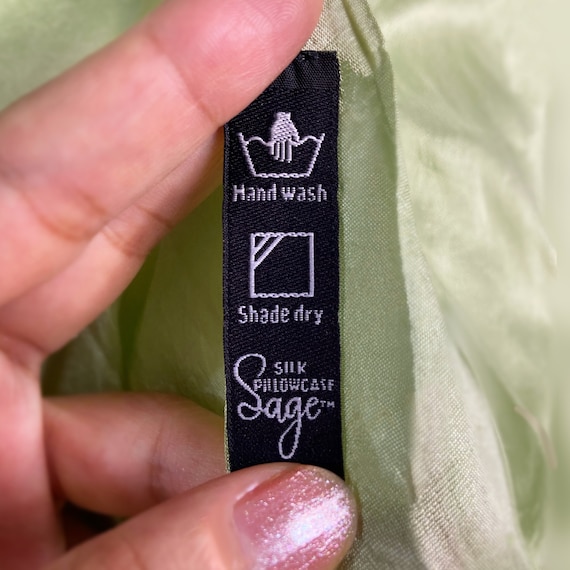 Hand wash
Shade dry
SILK
PILLOWCASE
Sage™